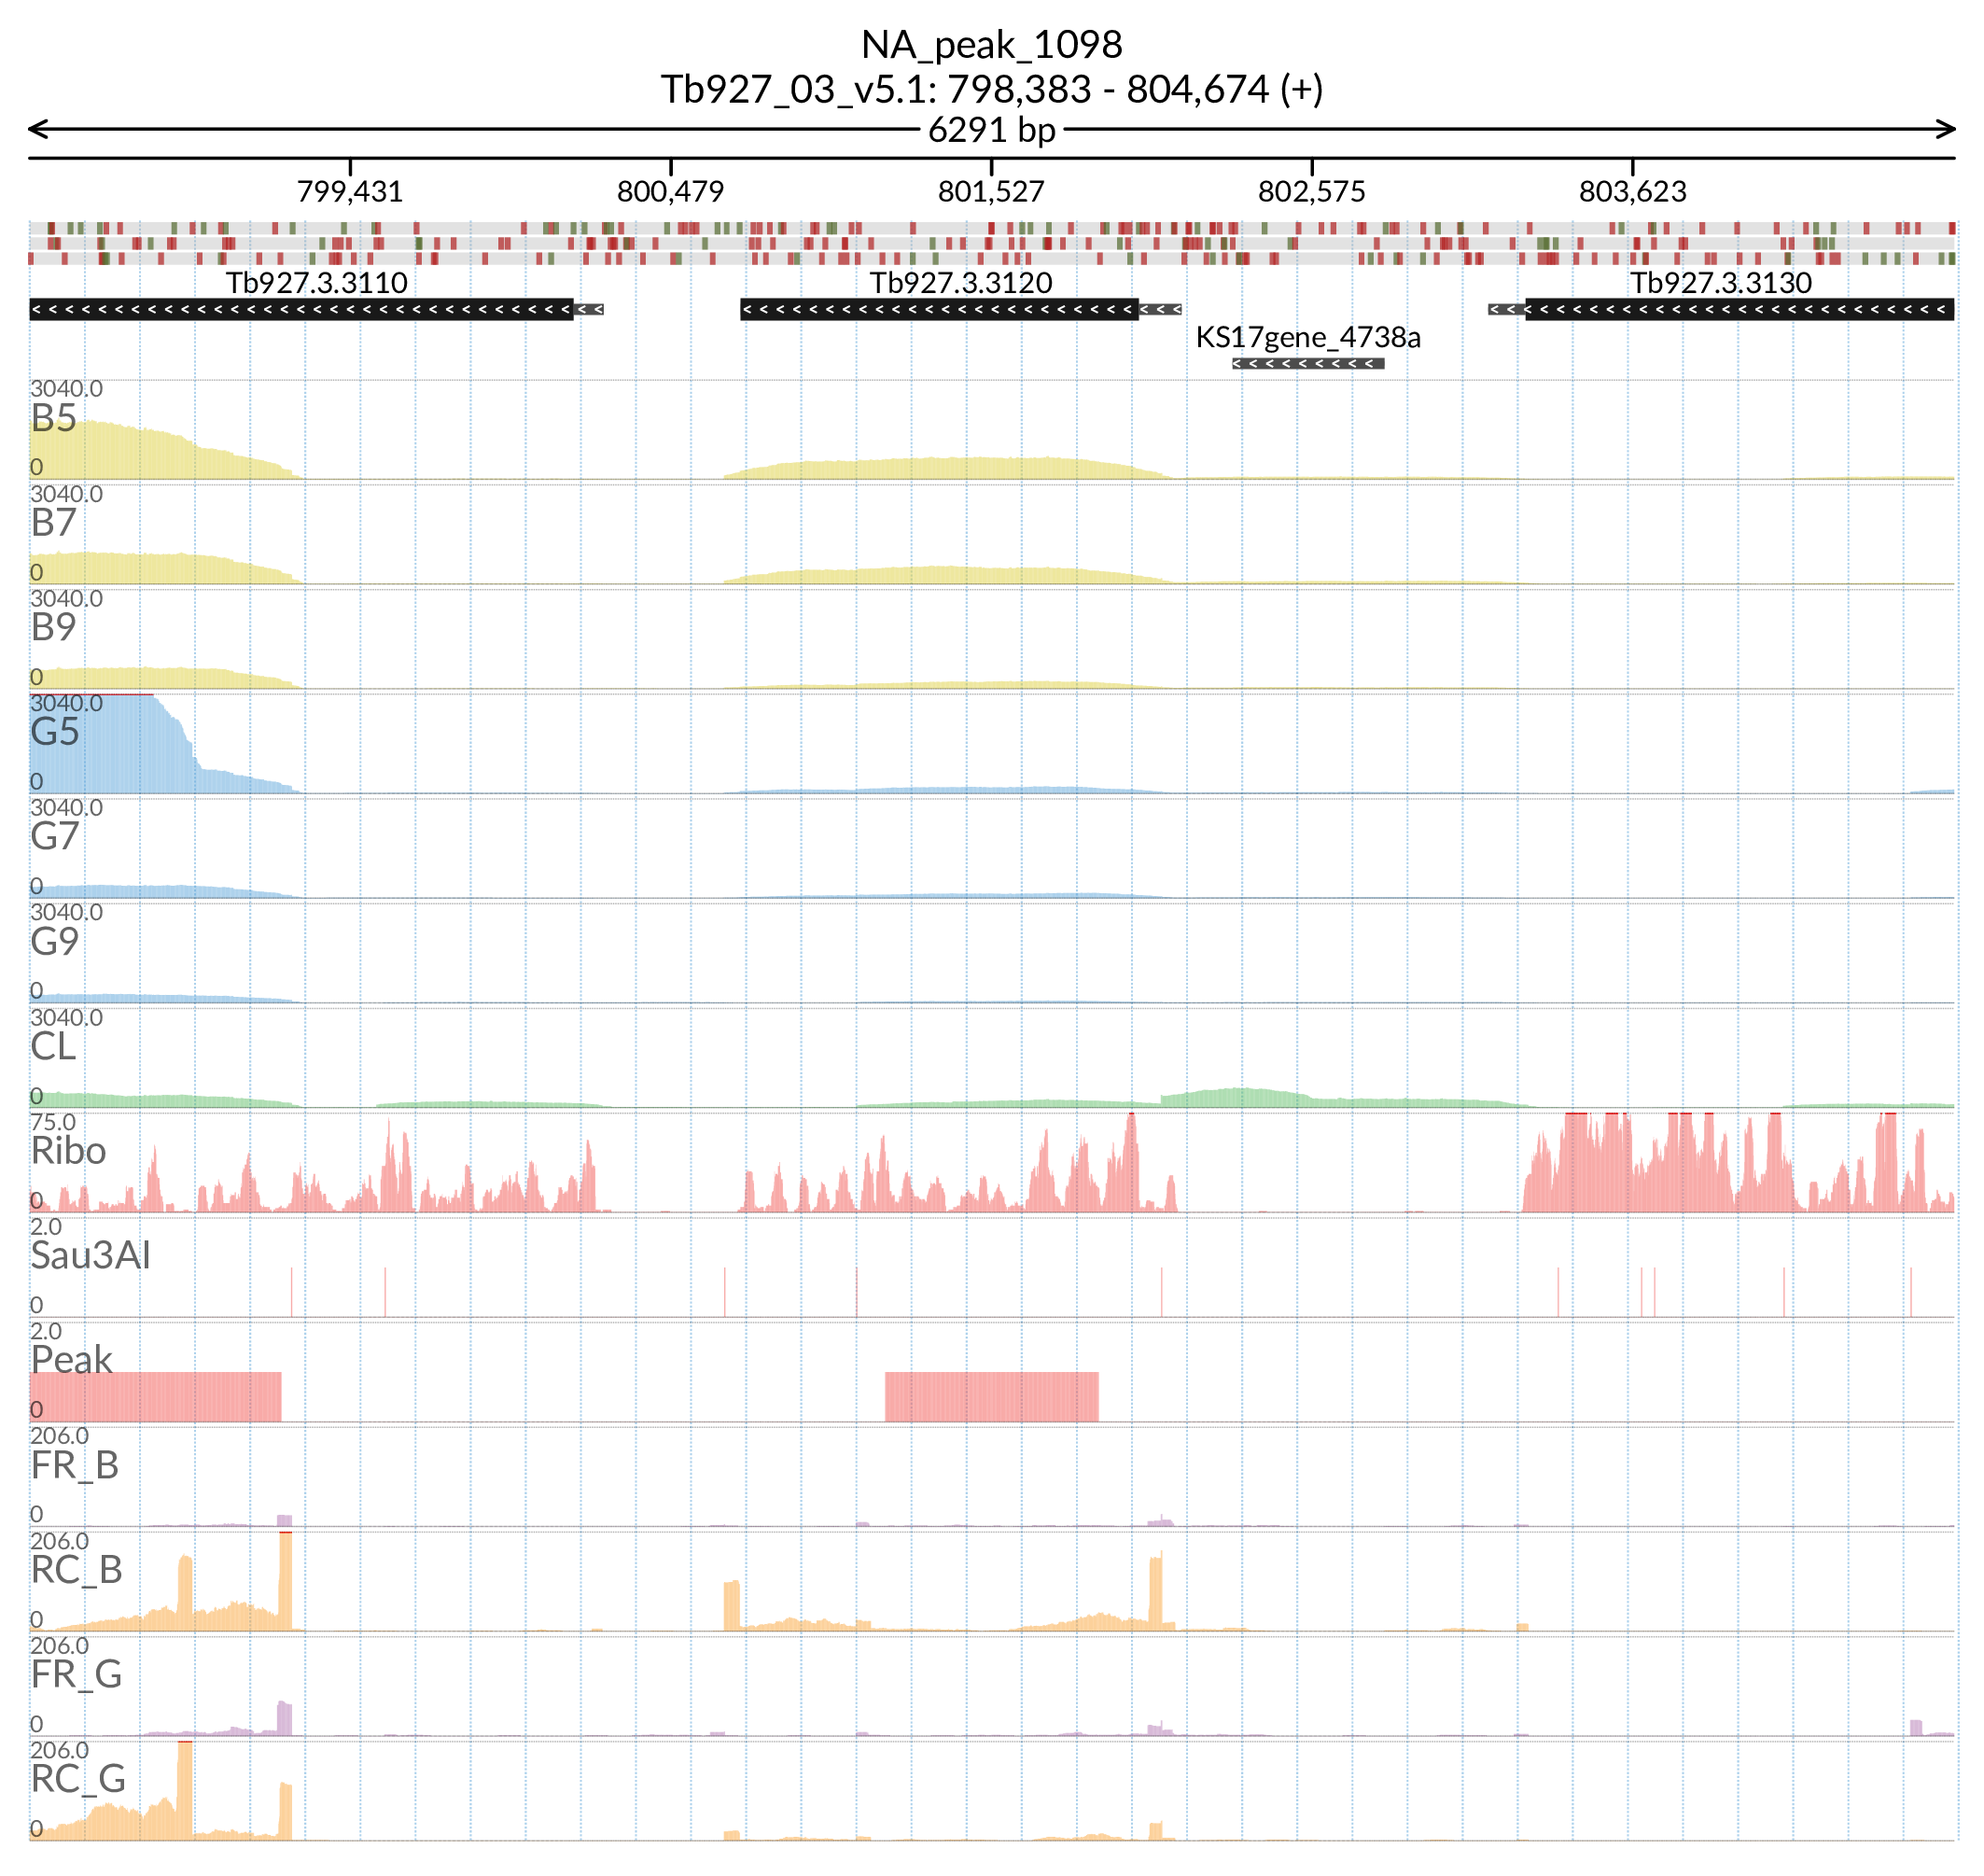 NA_peak_1098
Tb927_03_v5.1: 798,383 - 804,674 (+)
6291 bp
799,431 800,479 801,527 802,575 803,623
Tb927.3.3110 Tb927.3.3120 Tb927.3.3130
KS17gene_4738a
3040.0
B5
0
3040.0
B7
0
3040.0
B9
0
3040.0
G5
0
3040.0
G7
0
3040.0
G9
0
3040.0
CL
0
75.0
Ribo
0
2.0
Sau3AI
0
2.0
Peak
0
206.0
FR_B
0
206.0
RC_B
0
206.0
FR_G
0
206.0
RC_G
0